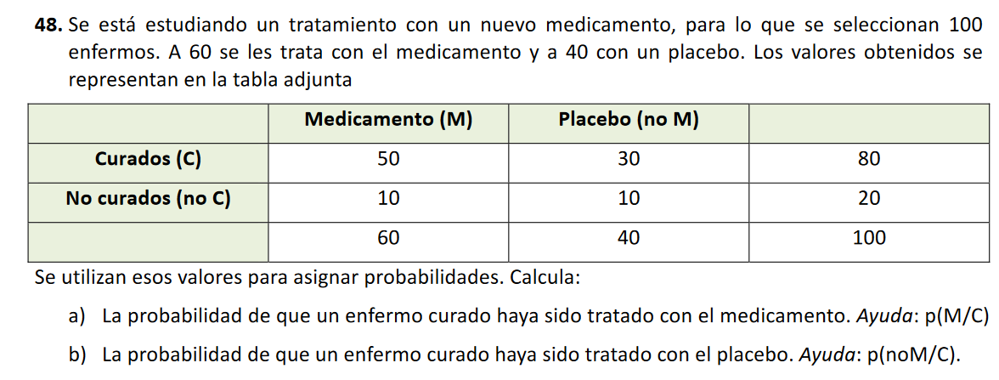 48. Se está estudiando un tratamiento con un nuevo medicamento, para lo que se seleccionan 100
enfermos. A 60 se les trata con el medicamento y a 40 con un placebo. Los valores obtenidos se
representan en la tabla adjunta
Medicamento (M) Placebo (no M)
Curados (C) 50 30 80
No curados (no C) 10 10 20
60 40 100
Se utilizan esos valores para asignar probabilidades. Calcula:
a) La probabilidad de que un enfermo curado haya sido tratado con el medicamento. Ayuda: p(M/C)
b) La probabilidad de que un enfermo curado haya sido tratado con el placebo. Ayuda: p(noM/C).